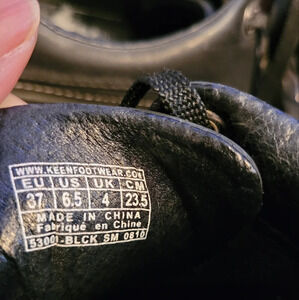 WWW.KEENFOOTWEAR.COM
EU US UK CM
37 6.5 4 23.5
MADE IN CHINA
Fabriqué en Chine
53001-BLCK SM 0810